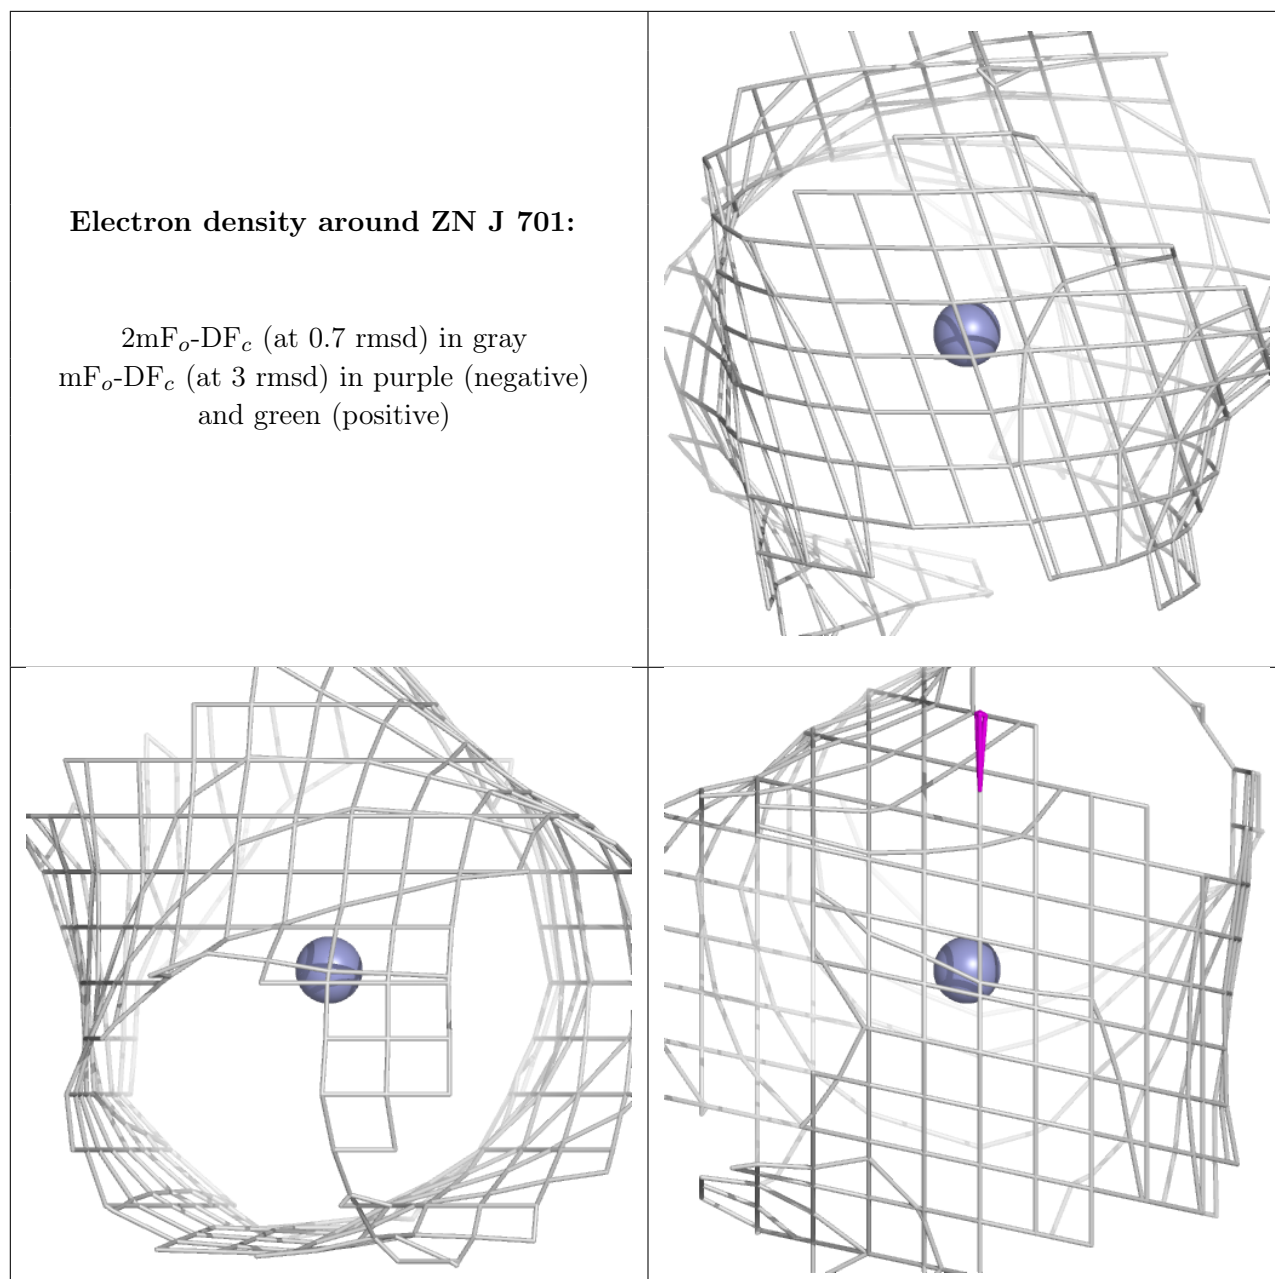 Electron density around ZN J 701:
2mFo-DFc (at 0.7 rmsd) in gray
mFo-DFc (at 3 rmsd) in purple (negative)
and green (positive)